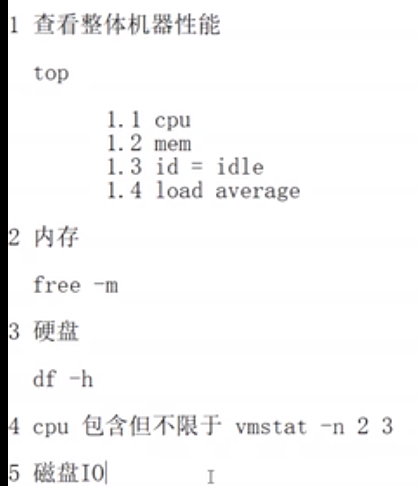 1 查看整体机器性能
top
1.1 cpu
1.2 mem
1.3 id = idle
1.4 load average
2 内存
free -m
3 硬盘
df -h
4 cpu 包含但不限于 vmstat -n 2 3
5 磁盘IO